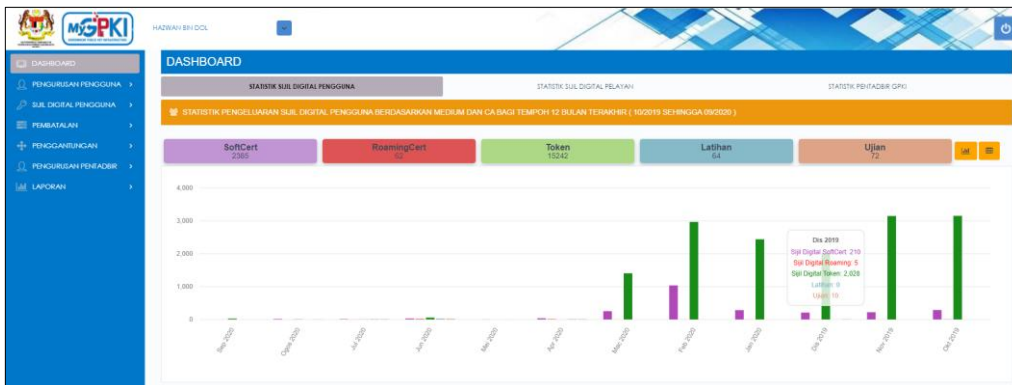 MyGPKI
HAZWAN BIN DOL
DASHBOARD
PENGURUSAN PENGGUNA
SIJIL DIGITAL PENGGUNA
PEMBATALAN
PENGGANTUNGAN
PENGURUSAN PENTADBIR
LAPORAN
DASHBOARD
STATISTIK SIJIL DIGITAL PENGGUNA
STATISTIK SIJIL DIGITAL PELAYAN
STATISTIK PENTADBIR GPKI
STATISTIK PENGELUARAN SIJIL DIGITAL PENGGUNA BERDASARKAN MEDIUM DAN CA BAGI TEMPOH 12 BULAN TERAKHIR ( 10/2019 SEHINGGA 09/2020 )
SoftCert
2385
RoamingCert
Token
15242
Latihan
64
Ujian
72
4,000
3,000
2,000
1,000
0
Dis 2019
Sijil Digital SoftCert: 210
Sijil Digital Roaming: 5
Sijil Digital Token: 2,028
Sep 2020
Ogos 2020
Jul 2020
Jun 2020
Mei 2020
Apr 2020
Mac 2020
Feb 2020
Jan 2020
Dis 2019
Nov 2019
Okt 2019